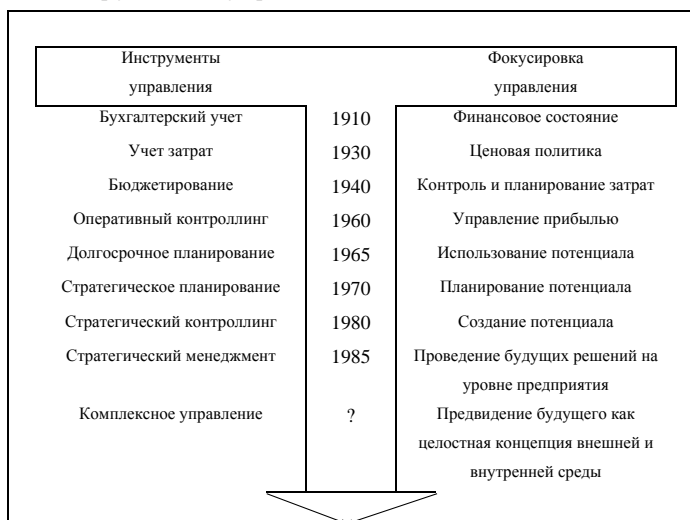 Инструменты Фокусировка
управления управления
Бухгалтерский учет 1910 Финансовое состояние
Учет затрат 1930 Ценовая политика
Бюджетирование 1940 Контроль и планирование затрат
Оперативный контроллинг 1960 Управление прибылью
Долгосрочное планирование 1965 Использование потенциала
Стратегическое планирование 1970 Планирование потенциала
Стратегический контроллинг 1980 Создание потенциала
Стратегический менеджмент 1985 Проведение будущих решений на
уровне предприятия
Комплексное управление ? Предвидение будущего как
целостная концепция внешней и
внутренней среды